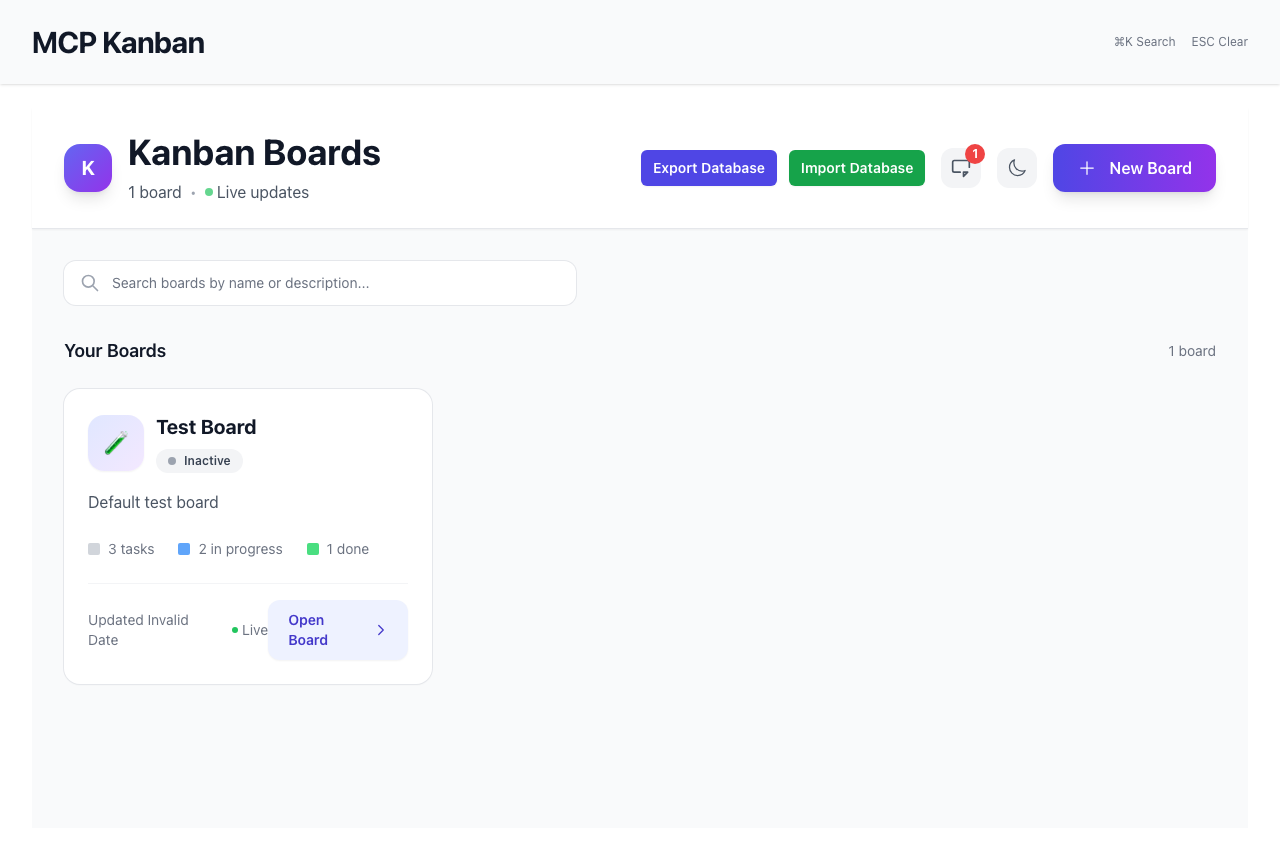 MCP Kanban
⌘K Search
ESC Clear
K
Kanban Boards
1 board • Live updates
Export Database
Import Database
1
New Board
Search boards by name or description...
Your Boards
1 board
Test Board
Inactive
Default test board
3 tasks
2 in progress
1 done
Updated Invalid
Date
Live
Open
Board